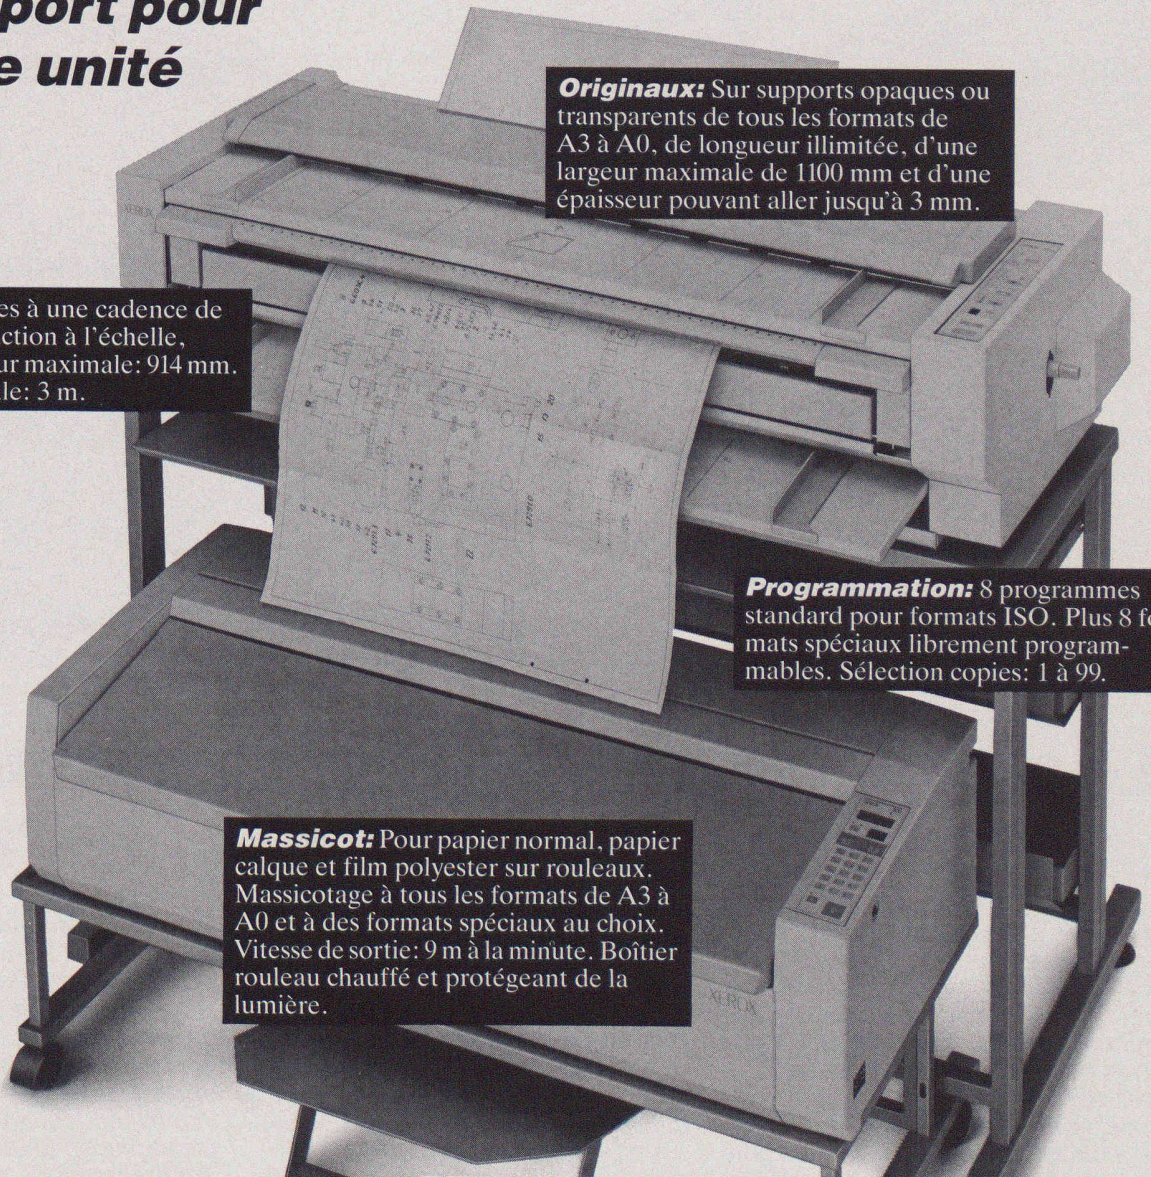 port pour
e unité
Originaux: Sur supports opaques ou
transparents de tous les formats de
A3 à A0, de longueur illimitée, d'une
largeur maximale de 1100 mm et d'une
épaisseur pouvant aller jusqu'à 3 mm.
XEROX
es à une cadence de
ction à l'échelle,
ur maximale: 914 mm.
le: 3 m.
Programmation: 8 programmes
standard pour formats ISO. Plus 8 fo
mats spéciaux librement program-
mables. Sélection copies: 1 à 99.
Massicot: Pour papier normal, papier
calque et film polyester sur rouleaux.
Massicotage à tous les formats de A3 à
A0 et à des formats spéciaux au choix.
Vitesse de sortie: 9 m à la minute. Boîtier
rouleau chauffé et protégeant de la
lumière.
XEROX